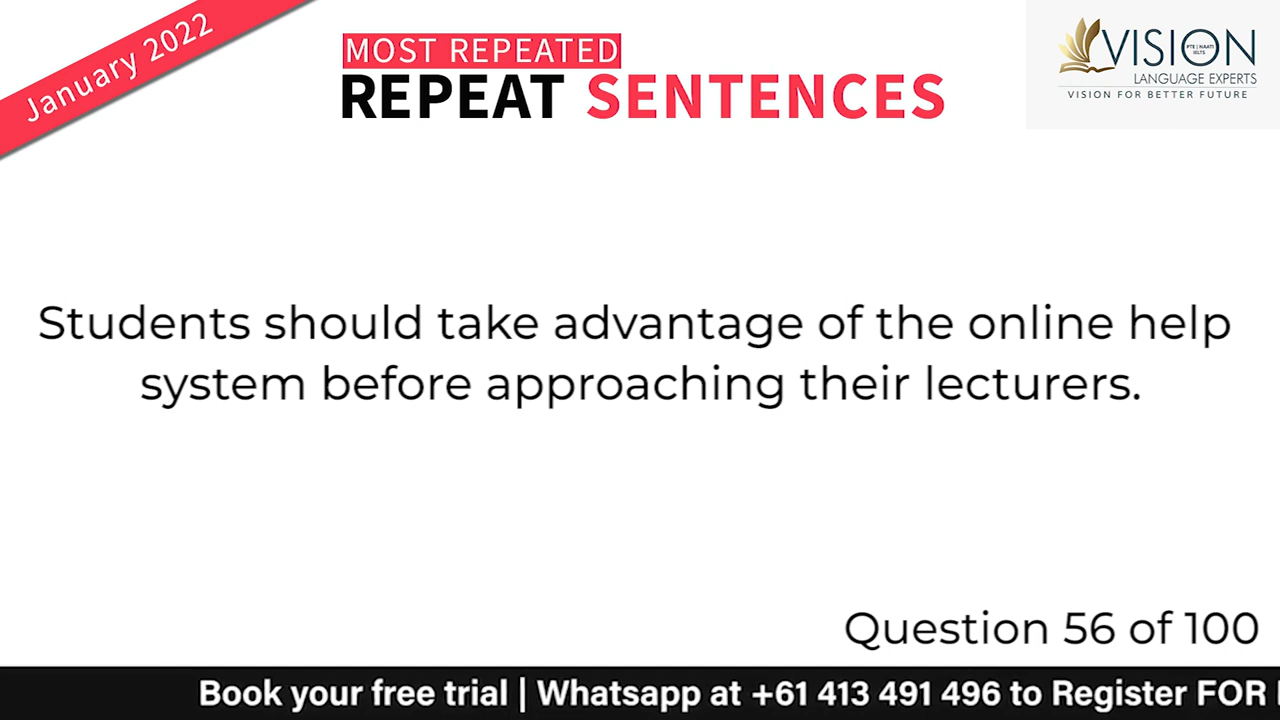 January 2022
MOST REPEATED
REPEAT SENTENCES
VISION
PTE | NAATI
IELTS
LANGUAGE EXPERTS
VISION FOR BETTER FUTURE
Students should take advantage of the online help
system before approaching their lecturers.
Question 56 of 100
Book your free trial | Whatsapp at +61 413 491 496 to Register FOR